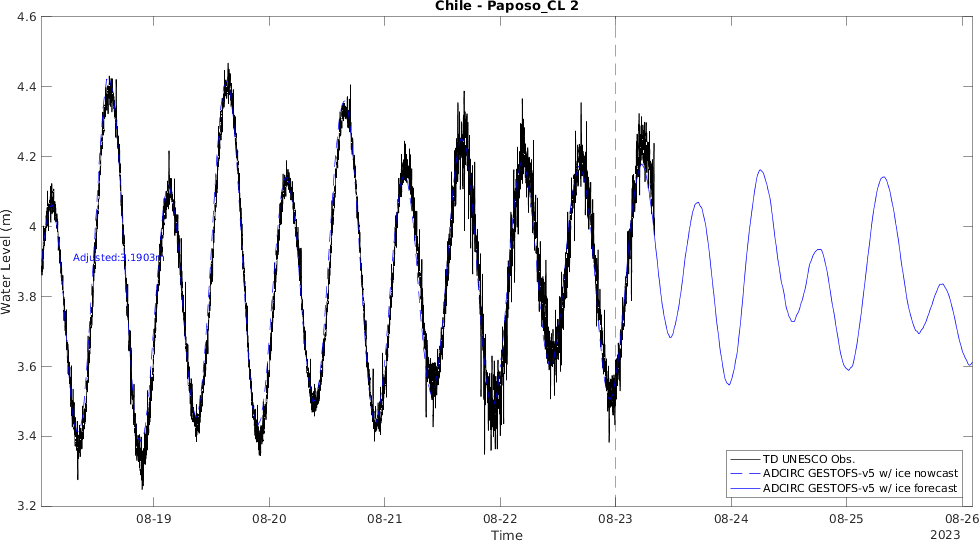 Chile - Paposo_CL 2
4.6
4.4
4.2
4
3.8
3.6
3.4
3.2
Water Level (m)
Adjusted:3.1903m
TD UNESCO Obs.
ADCIRC GESTOFS-v5 w/ ice nowcast
ADCIRC GESTOFS-v5 w/ ice forecast
08-19
08-20
08-21
08-22
08-23
08-24
08-25
08-26
Time
2023